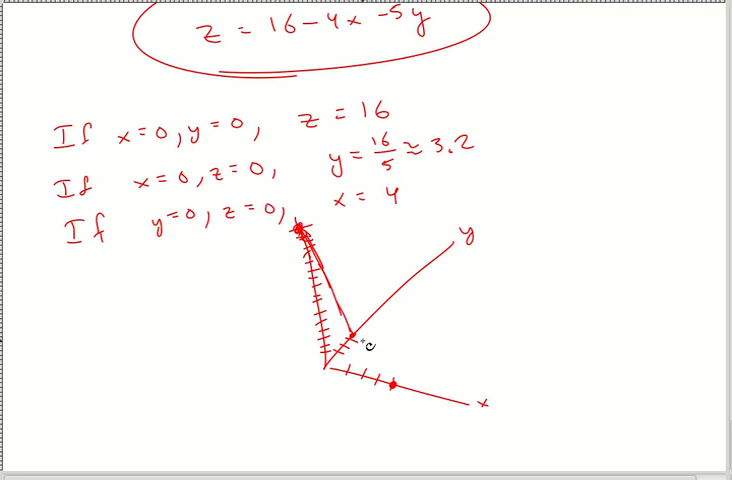 z = 16 - 4x - 5y
If x = 0, y = 0, z = 16
If x = 0, z = 0, y = 16/5 ≈ 3.2
If y = 0, z = 0, x = 4
y
x